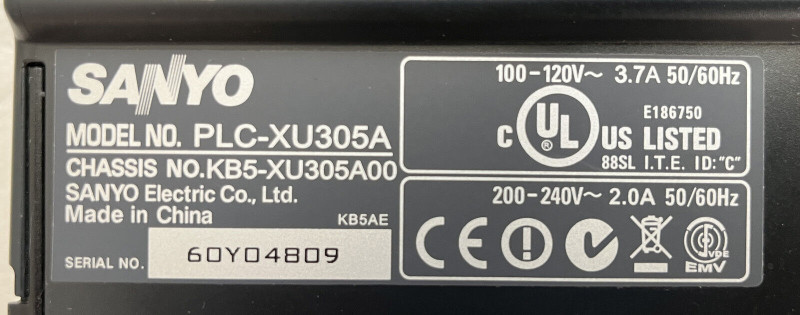 SANYO
MODEL NO. PLC-XU305A
CHASSIS NO.KB5-XU305A00
SANYO Electric Co., Ltd.
Made in China
KB5AE
SERIAL NO. 60Y04809
100-120V~ 3.7A 50/60Hz
E186750
C UL® US LISTED
88SL I.T.E. ID:"C"
200-240V~ 2.0A 50/60Hz
CE
VDE
EMV